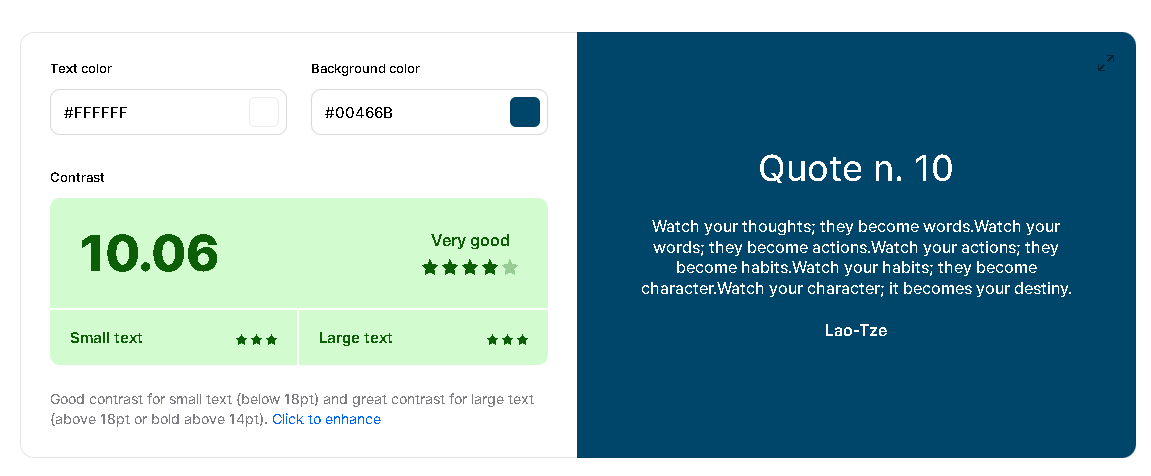 Text color
Background color
#FFFFFF
#00466B
Contrast
10.06
Very good
Small text
Large text
Good contrast for small text (below 18pt) and great contrast for large text
(above 18pt or bold above 14pt). Click to enhance
Quote n. 10
Watch your thoughts; they become words.Watch your
words; they become actions.Watch your actions; they
become habits.Watch your habits; they become
character.Watch your character; it becomes your destiny.
Lao-Tze